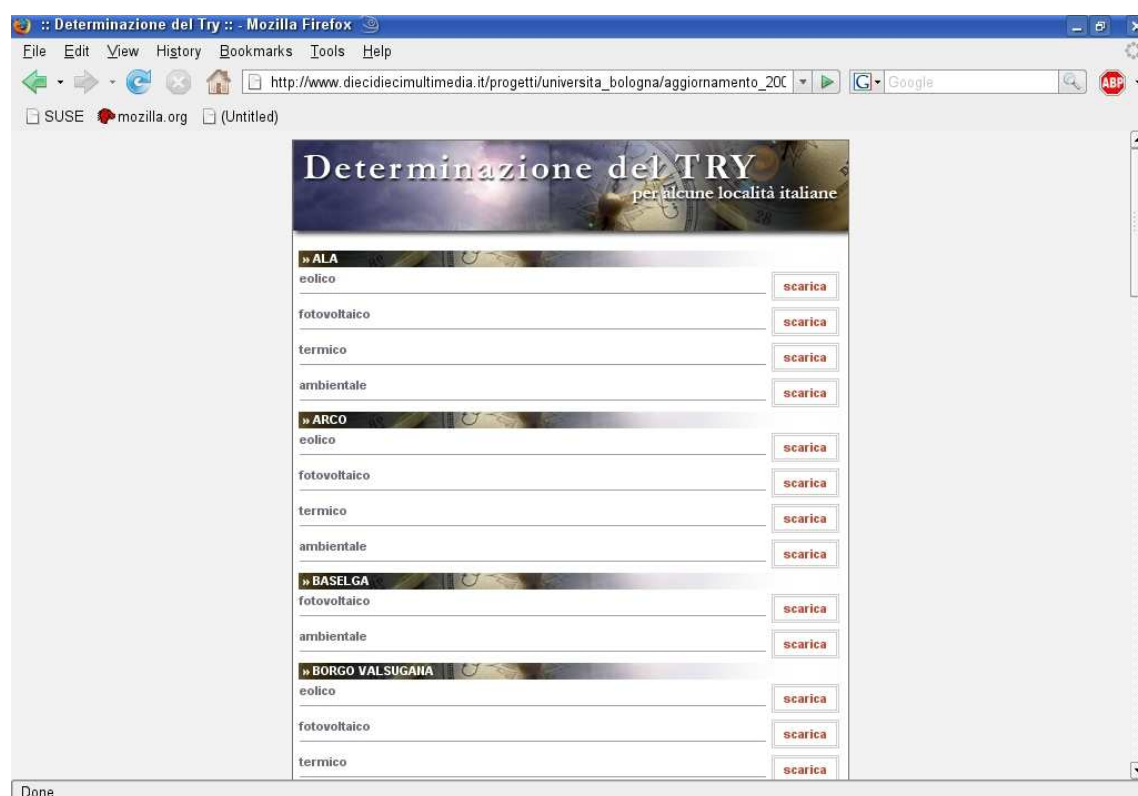 :: Determinazione del Try :: - Mozilla Firefox
File Edit View History Bookmarks Tools Help
http://www.diecidiecimultimedia.it/progetti/universita_bologna/aggiornamento_200 G Google ABP
SUSE mozilla.org (Untitled)
Determinazione del TRY
per alcune località italiane
» ALA
eolico
scarica
fotovoltaico
scarica
termico
scarica
ambientale
scarica
» ARCO
eolico
scarica
fotovoltaico
scarica
termico
scarica
ambientale
scarica
» BASELGA
fotovoltaico
scarica
ambientale
scarica
» BORGO VALSUGANA
eolico
scarica
fotovoltaico
scarica
termico
scarica
Done